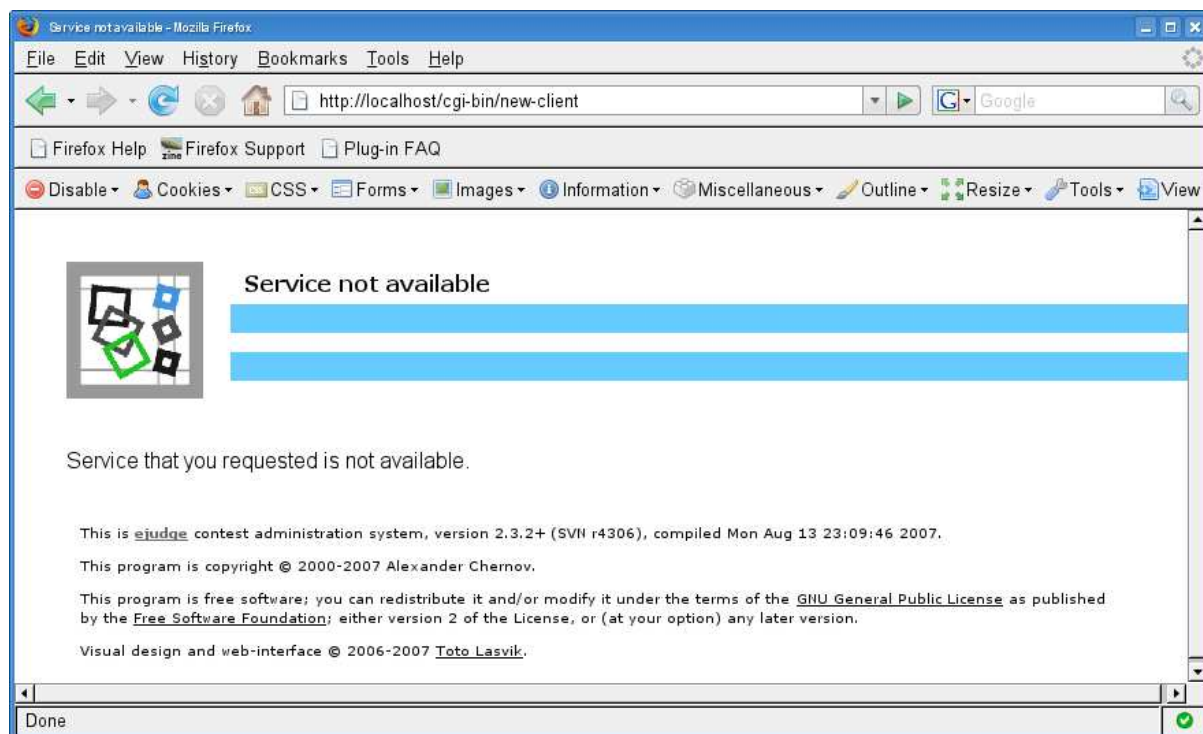 Service not available - Mozilla Firefox
File Edit View History Bookmarks Tools Help
http://localhost/cgi-bin/new-client
G Google
Firefox Help zine Firefox Support Plug-in FAQ
Disable Cookies CSS Forms Images Information Miscellaneous Outline Resize Tools View
Service not available
Service that you requested is not available.
This is ejudge contest administration system, version 2.3.2+ (SVN r4306), compiled Mon Aug 13 23:09:46 2007.
This program is copyright © 2000-2007 Alexander Chernov.
This program is free software; you can redistribute it and/or modify it under the terms of the GNU General Public License as published
by the Free Software Foundation; either version 2 of the License, or (at your option) any later version.
Visual design and web-interface © 2006-2007 Toto Lasvik.
Done